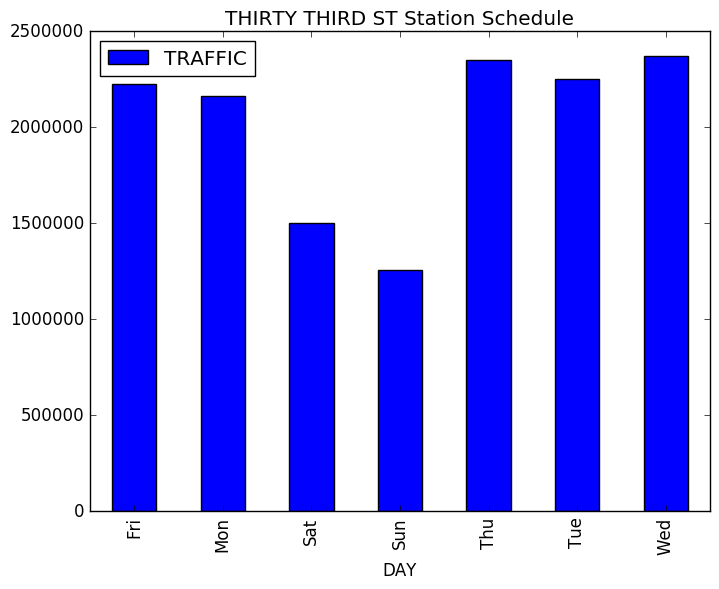 THIRTY THIRD ST Station Schedule
TRAFFIC
2500000
2000000
1500000
1000000
500000
0
Fri
Mon
Sat
Sun
Thu
Tue
Wed
DAY